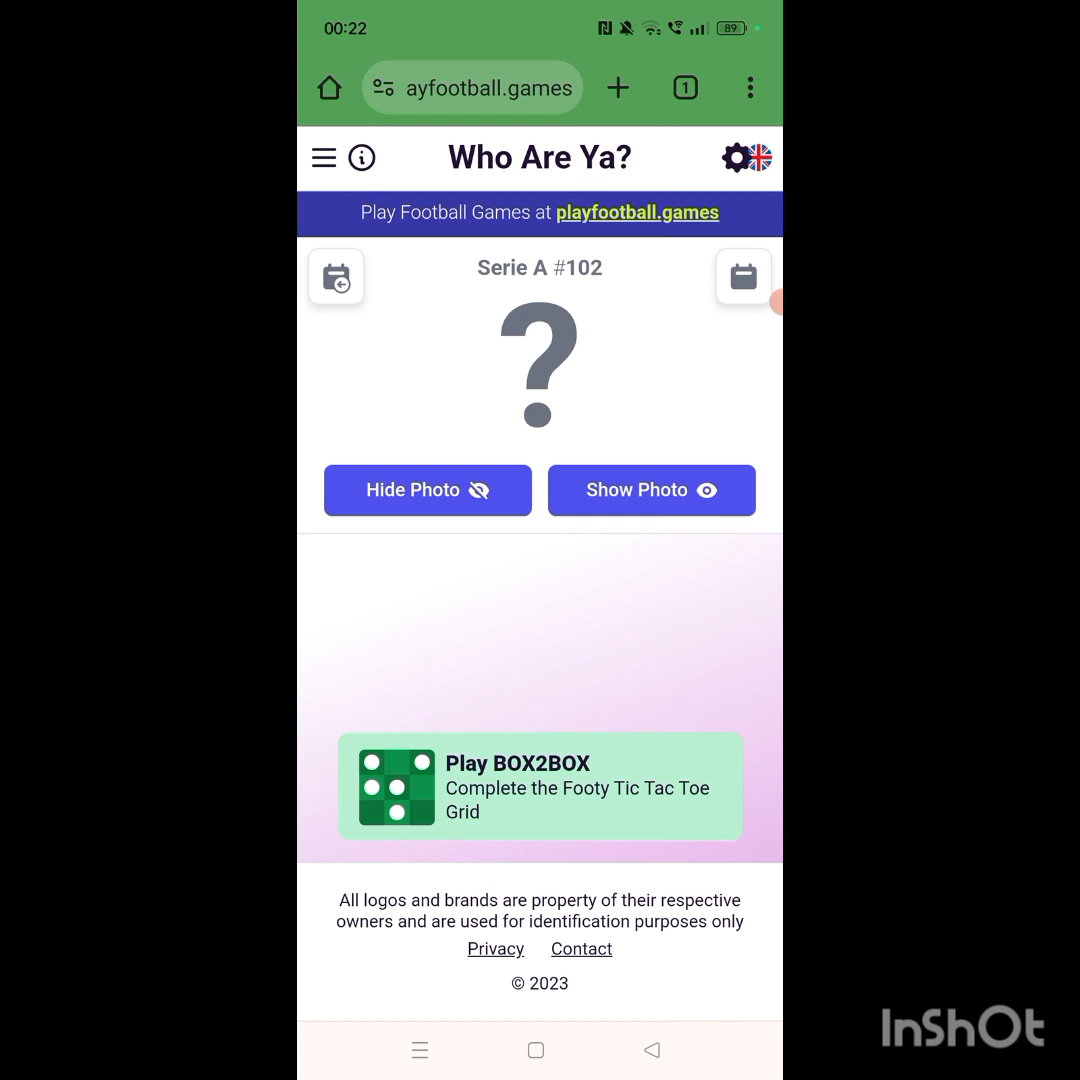 00:22
89
ayfootball.games
1
Who Are Ya?
Play Football Games at playfootball.games
Serie A #102
?
Hide Photo
Show Photo
Play BOX2BOX
Complete the Footy Tic Tac Toe
Grid
All logos and brands are property of their respective
owners and are used for identification purposes only
Privacy Contact
© 2023
InShOt